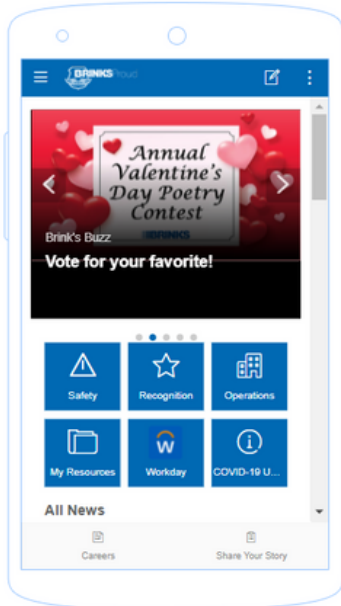 BRINKS Proud
Annual
Valentine's
Day Poetry
Contest
BRINKS
Brink's Buzz
Vote for your favorite!
Safety
Recognition
Operations
My Resources
Workday
COVID-19 U...
All News
Careers
Share Your Story